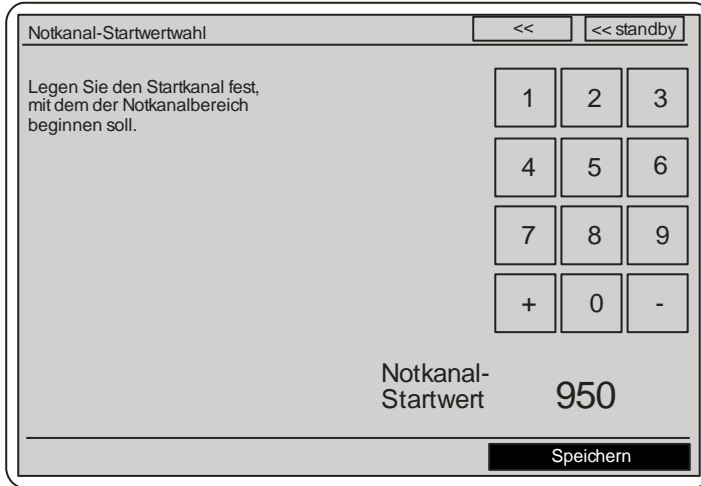 Notkanal-Startwertwahl << << standby
Legen Sie den Startkanal fest,
mit dem der Notkanalbereich
beginnen soll.
1 2 3
4 5 6
7 8 9
+ 0 -
Notkanal-
Startwert 950
Speichern